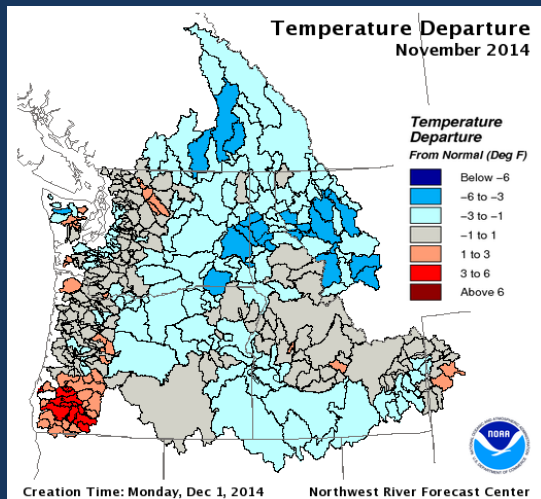 Temperature Departure
November 2014
Temperature
Departure
From Normal (Deg F)
Below -6
-6 to -3
-3 to -1
-1 to 1
1 to 3
3 to 6
Above 6
NOAA
Creation Time: Monday, Dec 1, 2014 Northwest River Forecast Center